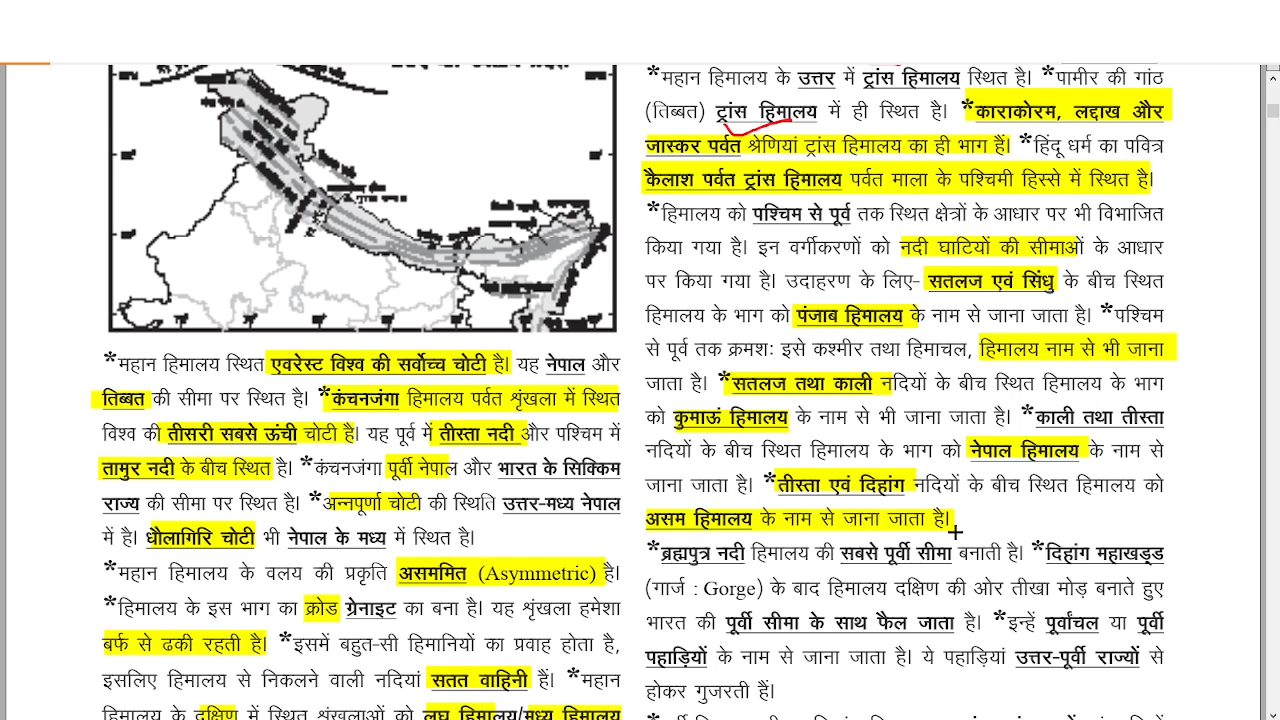 *महान हिमालय स्थित एवरेस्ट विश्व की सर्वोच्च चोटी है। यह नेपाल और
तिब्बत की सीमा पर स्थित है। *कंचनजंगा हिमालय पर्वत शृंखला में स्थित
विश्व की तीसरी सबसे ऊंची चोटी है। यह पूर्व में तीस्ता नदी और पश्चिम में
तामुर नदी के बीच स्थित है। *कंचनजंगा पूर्वी नेपाल और भारत के सिक्किम
राज्य की सीमा पर स्थित है। *अन्नपूर्णा चोटी की स्थिति उत्तर-मध्य नेपाल
में है। धौलागिरि चोटी भी नेपाल के मध्य में स्थित है।
*महान हिमालय के वलय की प्रकृति असममित (Asymmetric) है।
*हिमालय के इस भाग का क्रोड ग्रेनाइट का बना है। यह शृंखला हमेशा
बर्फ से ढकी रहती है। *इसमें बहुत-सी हिमानियों का प्रवाह होता है,
इसलिए हिमालय से निकलने वाली नदियां सतत वाहिनी हैं। *महान
हिमालय के दक्षिण में स्थित शृंखलाओं को लघु हिमालय/मध्य हिमालय
*महान हिमालय के उत्तर में ट्रांस हिमालय स्थित है। *पामीर की गांठ
(तिब्बत) ट्रांस हिमालय में ही स्थित है। *काराकोरम, लद्दाख और
जास्कर पर्वत श्रेणियां ट्रांस हिमालय का ही भाग हैं। *हिंदू धर्म का पवित्र
कैलाश पर्वत ट्रांस हिमालय पर्वत माला के पश्चिमी हिस्से में स्थित है।
*हिमालय को पश्चिम से पूर्व तक स्थित क्षेत्रों के आधार पर भी विभाजित
किया गया है। इन वर्गीकरणों को नदी घाटियों की सीमाओं के आधार
पर किया गया है। उदाहरण के लिए- सतलज एवं सिंधु के बीच स्थित
हिमालय के भाग को पंजाब हिमालय के नाम से जाना जाता है। *पश्चिम
से पूर्व तक क्रमशः इसे कश्मीर तथा हिमाचल, हिमालय नाम से भी जाना
जाता है। *सतलज तथा काली नदियों के बीच स्थित हिमालय के भाग
को कुमाऊं हिमालय के नाम से भी जाना जाता है। *काली तथा तीस्ता
नदियों के बीच स्थित हिमालय के भाग को नेपाल हिमालय के नाम से
जाना जाता है। *तीस्ता एवं दिहांग नदियों के बीच स्थित हिमालय को
असम हिमालय के नाम से जाना जाता है।
*ब्रह्मपुत्र नदी हिमालय की सबसे पूर्वी सीमा बनाती है। *दिहांग महाखड्ड
(गार्ज : Gorge) के बाद हिमालय दक्षिण की ओर तीखा मोड़ बनाते हुए
भारत की पूर्वी सीमा के साथ फैल जाता है। *इन्हें पूर्वांचल या पूर्वी
पहाड़ियों के नाम से जाना जाता है। ये पहाड़ियां उत्तर-पूर्वी राज्यों से
होकर गुजरती हैं।